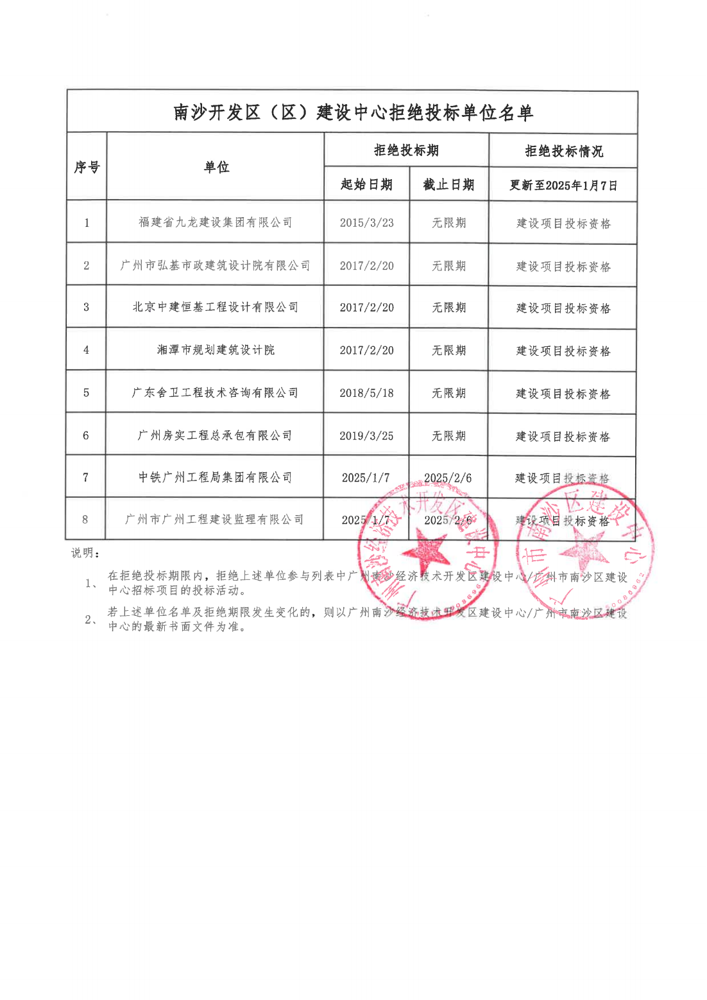 南沙开发区（区）建设中心拒绝投标单位名单
序号 单位 拒绝投标期 拒绝投标情况
起始日期 截止日期 更新至2025年1月7日
1 福建省九龙建设集团有限公司 2015/3/23 无限期 建设项目投标资格
2 广州市弘基市政建筑设计院有限公司 2017/2/20 无限期 建设项目投标资格
3 北京中建恒基工程设计有限公司 2017/2/20 无限期 建设项目投标资格
4 湘潭市规划建筑设计院 2017/2/20 无限期 建设项目投标资格
5 广东舍卫工程技术咨询有限公司 2018/5/18 无限期 建设项目投标资格
6 广州房实工程总承包有限公司 2019/3/25 无限期 建设项目投标资格
7 中铁广州工程局集团有限公司 2025/1/7 2025/2/6 建设项目投标资格
8 广州市广州工程建设监理有限公司 2025/1/7 2025/2/6 建设项目投标资格
说明：
1、 在拒绝投标期限内，拒绝上述单位参与列表中广州南沙经济技术开发区建设中心/广州市南沙区建设
中心招标项目的投标活动。
2、 若上述单位名单及拒绝期限发生变化的，则以广州南沙经济技术开发区建设中心/广州市南沙区建设
中心的最新书面文件为准。
广州南沙经济技术开发区建设中心
广州市南沙区建设中心